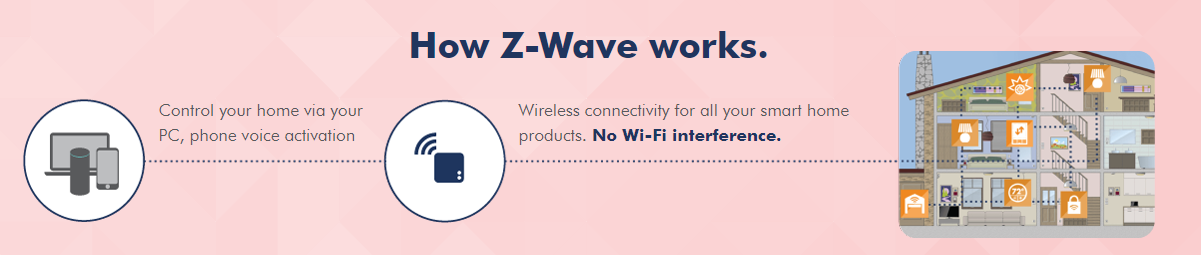 How Z-Wave works.
Control your home via your
PC, phone voice activation
Wireless connectivity for all your smart home
products. No Wi-Fi interference.
72°